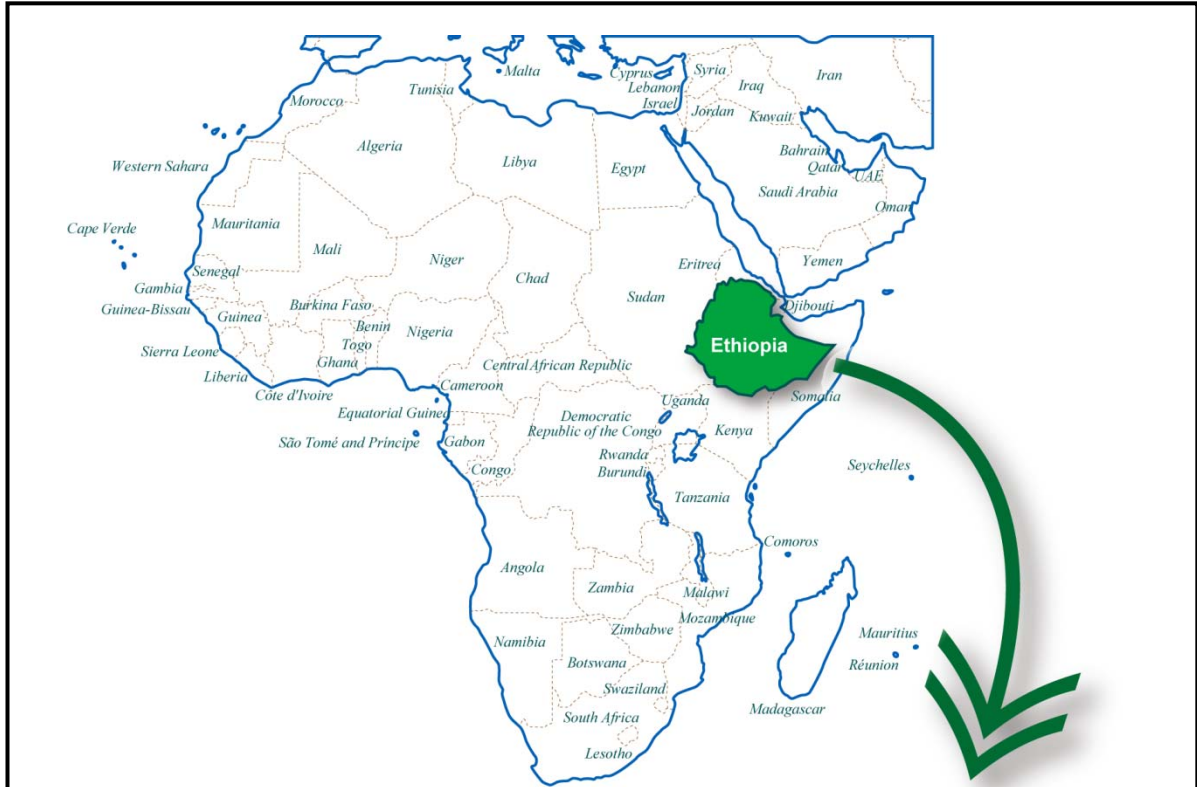 Malta
Cyprus
Syria
Iran
Tunisia
Lebanon
Iraq
Morocco
Israel
Jordan
Kuwait
Algeria
Bahrain
Western Sahara
Libya
Egypt
Qatar
UAE
Saudi Arabia
Oman
Mauritania
Cape Verde
Mali
Niger
Yemen
Senegal
Chad
Eritrea
Gambia
Sudan
Guinea-Bissau
Guinea
Burkina Faso
Djibouti
Benin
Nigeria
Togo
Ethiopia
Sierra Leone
Ghana
Central African Republic
Liberia
Cameroon
Côte d'Ivoire
Uganda
Somalia
Equatorial Guinea
Democratic
Republic of the Congo
Kenya
São Tomé and Príncipe
Gabon
Rwanda
Congo
Burundi
Seychelles
Tanzania
Comoros
Angola
Zambia
Malawi
Mozambique
Zimbabwe
Mauritius
Namibia
Botswana
Réunion
Swaziland
Madagascar
South Africa
Lesotho